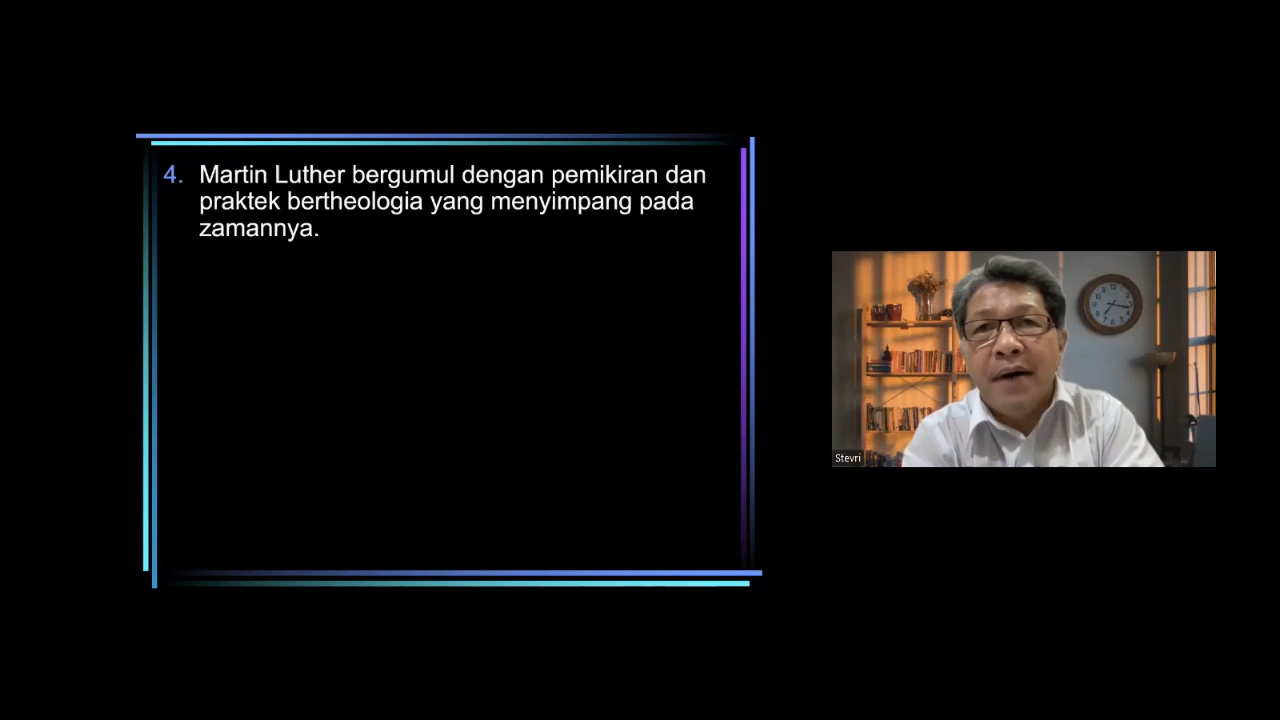 4. Martin Luther bergumul dengan pemikiran dan
praktek bertheologia yang menyimpang pada
zamannya.
Stevri